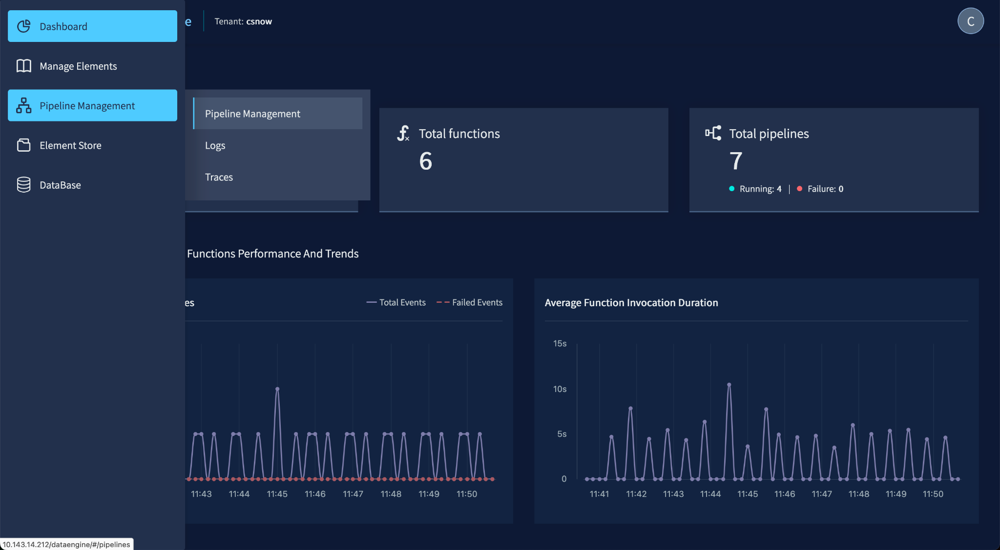 Dashboard
Manage Elements
Pipeline Management
Element Store
DataBase
e
Tenant: csnow
C
Pipeline Management
Logs
Traces
Total functions
6
Total pipelines
7
Running: 4 | Failure: 0
Functions Performance And Trends
es
Total Events
Failed Events
11:43 11:44 11:45 11:46 11:47 11:48 11:49 11:50
Average Function Invocation Duration
15s
10s
5s
0
11:41 11:42 11:43 11:44 11:45 11:46 11:47 11:48 11:49 11:50
10.143.14.212/dataengine/#/pipelines